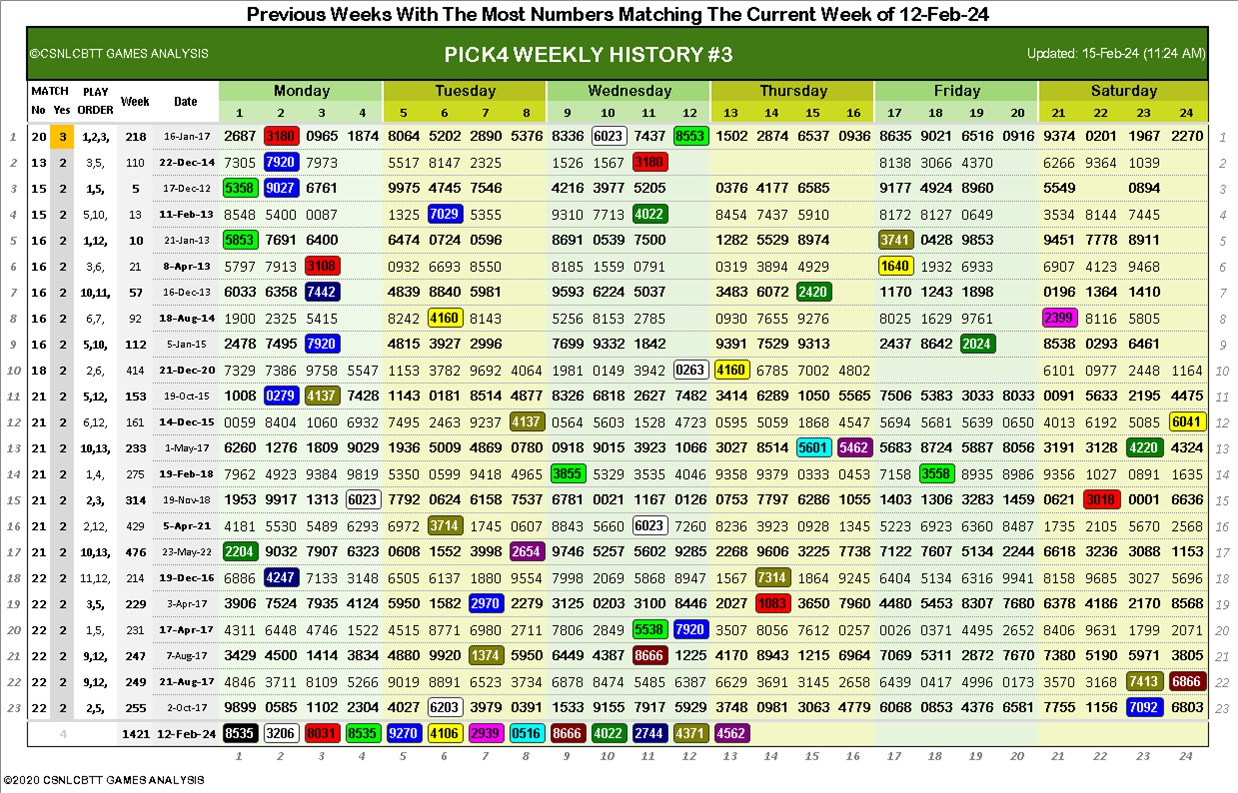 Previous Weeks With The Most Numbers Matching The Current Week of 12-Feb-24
©CSNLCBTT GAMES ANALYSIS PICK4 WEEKLY HISTORY #3 Updated: 15-Feb-24 (11:24 AM)
MATCH PLAY Week Date Monday Tuesday Wednesday Thursday Friday Saturday
No Yes ORDER 1 2 3 4 5 6 7 8 9 10 11 12 13 14 15 16 17 18 19 20 21 22 23 24
1 20 3 1,2,3, 218 16-Jan-17 2687 3180 0965 1874 8064 5202 2890 5376 8336 6023 7437 8553 1502 2874 6537 0936 8635 9021 6516 0916 9374 0201 1967 2270 1
2 13 2 3,5, 110 22-Dec-14 7305 7920 7973 5517 8147 2325 1526 1567 3180 8138 3066 4370 6266 9364 1039 2
3 15 2 1,5, 5 17-Dec-12 5358 9027 6761 9975 4745 7546 4216 3977 5205 0376 4177 6585 9177 4924 8960 5549 0894 3
4 15 2 5,10, 13 11-Feb-13 8548 5400 0087 1325 7029 5355 9310 7713 4022 8454 7437 5910 8172 8127 0649 3534 8144 7445 4
5 16 2 1,12, 10 21-Jan-13 5853 7691 6400 6474 0724 0596 8691 0539 7500 1282 5529 8974 3741 0428 9853 9451 7778 8911 5
6 16 2 3,6, 21 8-Apr-13 5797 7913 3108 0932 6693 8550 8185 1559 0791 0319 3894 4929 1640 1932 6933 6907 4123 9468 6
7 16 2 10,11, 57 16-Dec-13 6033 6358 7442 4839 8840 5981 9593 6224 5037 3483 6072 2420 1170 1243 1898 0196 1364 1410 7
8 16 2 6,7, 92 18-Aug-14 1900 2325 5415 8242 4160 8143 5256 8153 2785 0930 7655 9276 8025 1629 9761 2399 8116 5805 8
9 16 2 5,10, 112 5-Jan-15 2478 7495 7920 4815 3927 2996 7699 9332 1842 9391 7529 9313 2437 8642 2024 8538 0293 6461 9
10 18 2 2,6, 414 21-Dec-20 7329 7386 9758 5547 1153 3782 9692 4064 1981 0149 3942 0263 4160 6785 7002 4802 6101 0977 2448 1164 10
11 21 2 5,12, 153 19-Oct-15 1008 0279 4137 7428 1143 0181 8514 4877 8326 6818 2627 7482 3414 6289 1050 5565 7506 5383 3033 8033 0091 5633 2195 4475 11
12 21 2 6,12, 161 14-Dec-15 0059 8404 1060 6932 7495 2463 9237 4137 0564 5603 1528 4723 0595 5059 1868 4547 5694 5681 5639 0650 4013 6192 5085 6041 12
13 21 2 10,13, 233 1-May-17 6260 1276 1809 9029 1936 5009 4869 0780 0918 9015 3923 1066 3027 8514 5601 5462 5683 8724 5887 8056 3191 3128 4220 4324 13
14 21 2 1,4, 275 19-Feb-18 7962 4923 9384 9819 5350 0599 9418 4965 3855 5329 3535 4046 9358 9379 0333 0453 7158 3558 8935 8986 9356 1027 0891 1635 14
15 21 2 2,3, 314 19-Nov-18 1953 9917 1313 6023 7792 0624 6158 7537 6781 0021 1167 0126 0753 7797 6286 1055 1403 1306 3283 1459 0621 3018 0001 6636 15
16 21 2 2,12, 429 5-Apr-21 4181 5530 5489 6293 6972 3714 1745 0607 8843 5660 6023 7260 8236 3923 0928 1345 5223 6923 6360 8487 1735 2105 5670 2568 16
17 21 2 10,13, 476 23-May-22 2204 9032 7907 6323 0608 1552 3998 2654 9746 5257 5602 9285 2268 9606 3225 7738 7122 7607 5134 2244 6618 3236 3088 1153 17
18 22 2 11,12, 214 19-Dec-16 6886 4247 7133 3148 6505 6137 1880 9554 7998 2069 5868 8947 1567 7314 1864 9245 6404 5134 6316 9941 8158 9685 3027 5696 18
19 22 2 3,5, 229 3-Apr-17 3906 7524 7935 4124 5950 1582 2970 2279 3125 0203 3100 8446 2027 1083 3650 7960 4480 5453 8307 7680 6378 4186 2170 8568 19
20 22 2 1,5, 231 17-Apr-17 4311 6448 4746 1522 4515 8771 6980 2711 7806 2849 5538 7920 3507 8056 7612 0257 0026 0371 4495 2652 8406 9631 1799 2071 20
21 22 2 9,12, 247 7-Aug-17 3429 4500 1414 3834 4880 9920 1374 5950 6449 4387 8666 1225 4170 8943 1215 6964 7069 5311 2872 7670 7380 5190 5971 3805 21
22 22 2 9,12, 249 21-Aug-17 4846 3711 8109 5266 9019 8891 6523 3734 6878 8474 5485 6387 6629 3691 3145 2658 6439 0417 4996 0173 3570 3168 7413 6866 22
23 22 2 2,5, 255 2-Oct-17 9899 0585 1102 2304 4027 6203 3979 0391 1533 9155 7917 5929 3748 0981 3063 4779 6068 0853 4376 6581 7755 1156 7092 6803 23
4 1421 12-Feb-24 8535 3206 8031 8535 9270 4106 2939 0516 8666 4022 2744 4371 4562
1 2 3 4 5 6 7 8 9 10 11 12 13 14 15 16 17 18 19 20 21 22 23 24
©2020 CSNLCBTT GAMES ANALYSIS